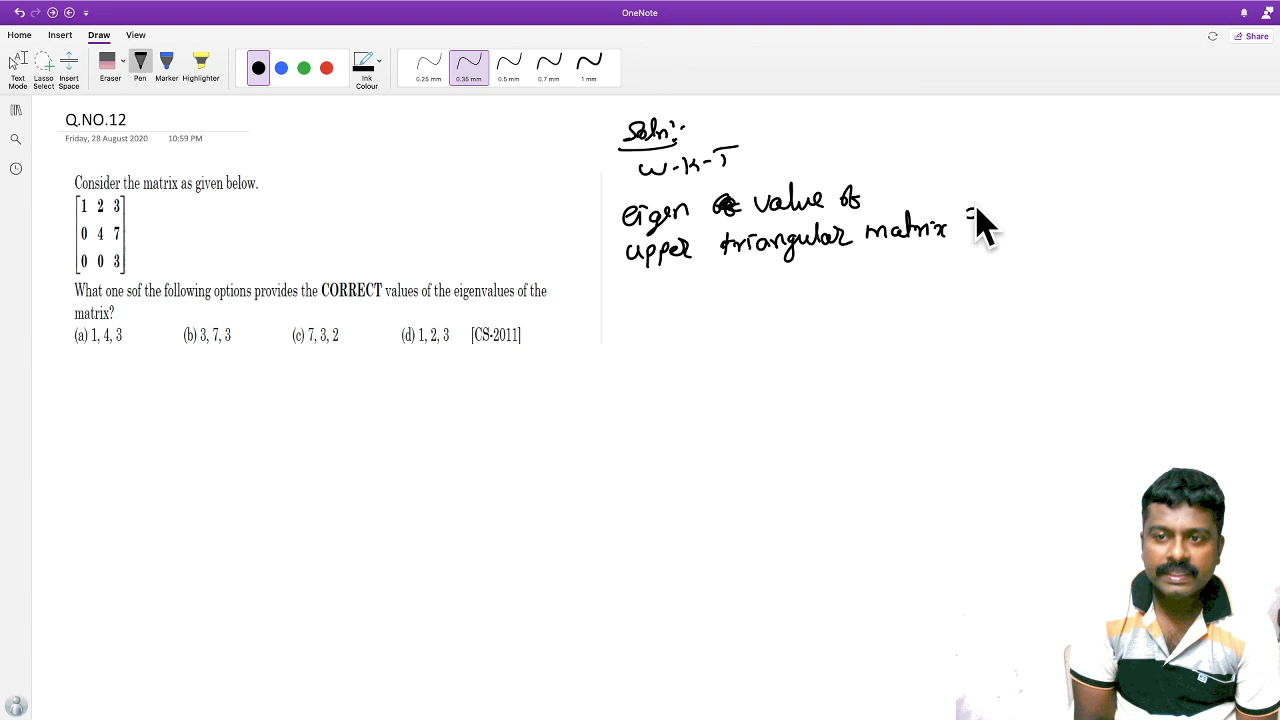 OneNote
Home Insert Draw View
Share
Text Mode
Lasso Select
Insert Space
Eraser
Pen
Marker
Highlighter
Ink Colour
0.25 mm
0.35 mm
0.5 mm
0.7 mm
1 mm
Q.NO.12
Friday, 28 August 2020 10:59 PM
Consider the matrix as given below.
1 2 3
0 4 7
0 0 3
What one sof the following options provides the CORRECT values of the eigenvalues of the
matrix?
(a) 1, 4, 3 (b) 3, 7, 3 (c) 7, 3, 2 (d) 1, 2, 3 [CS-2011]
Soln:-
W-K-T
eigen value of
upper triangular matrix =